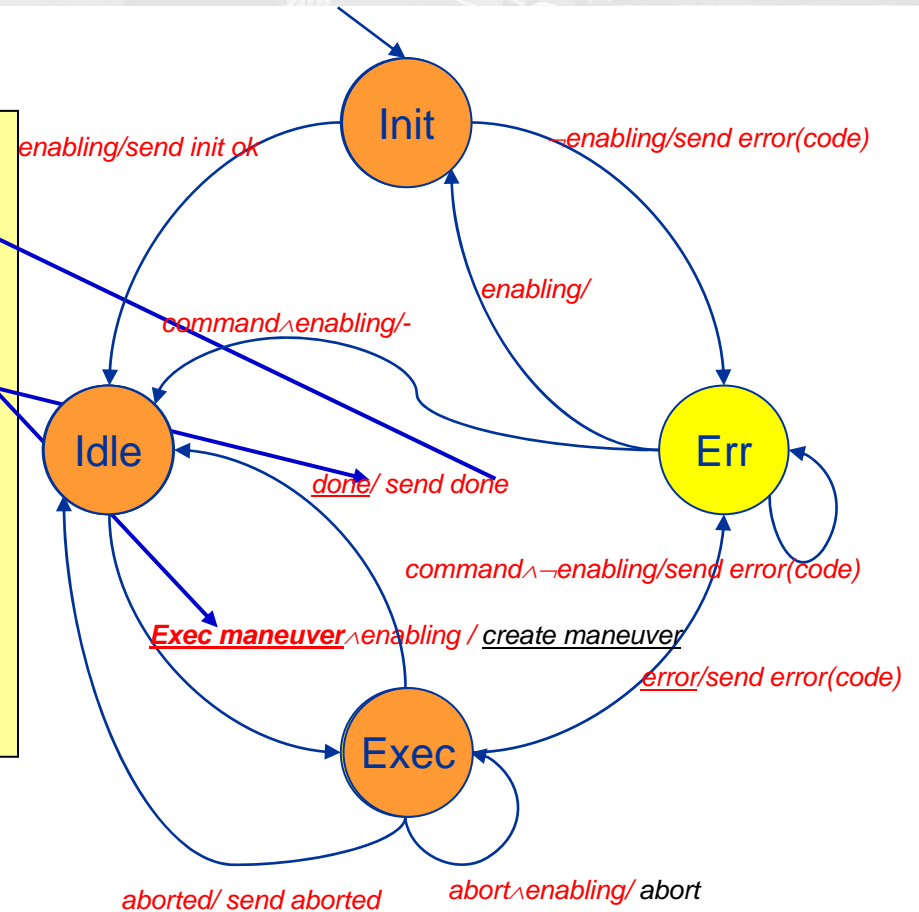 Init
enabling/send init ok
¬enabling/send error(code)
enabling/
command∧enabling/-
Idle
Err
done/ send done
command∧¬enabling/send error(code)
Exec maneuver∧enabling / create maneuver
error/send error(code)
Exec
aborted/ send aborted
abort∧enabling/ abort